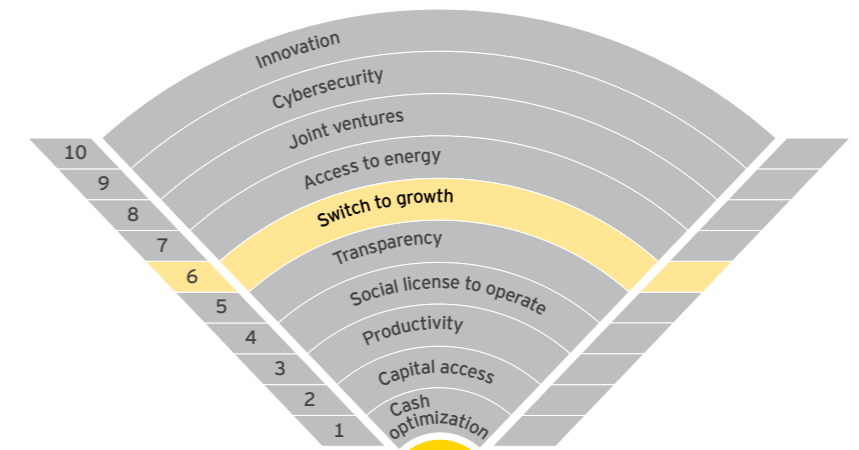 Innovation
Cybersecurity
Joint ventures
Access to energy
Switch to growth
Transparency
Social license to operate
Productivity
Capital access
Cash
optimization
10
9
8
7
6
5
4
3
2
1